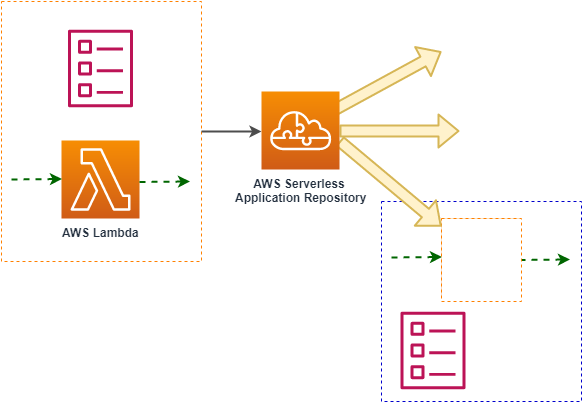 AWS Lambda
AWS Serverless
Application Repository